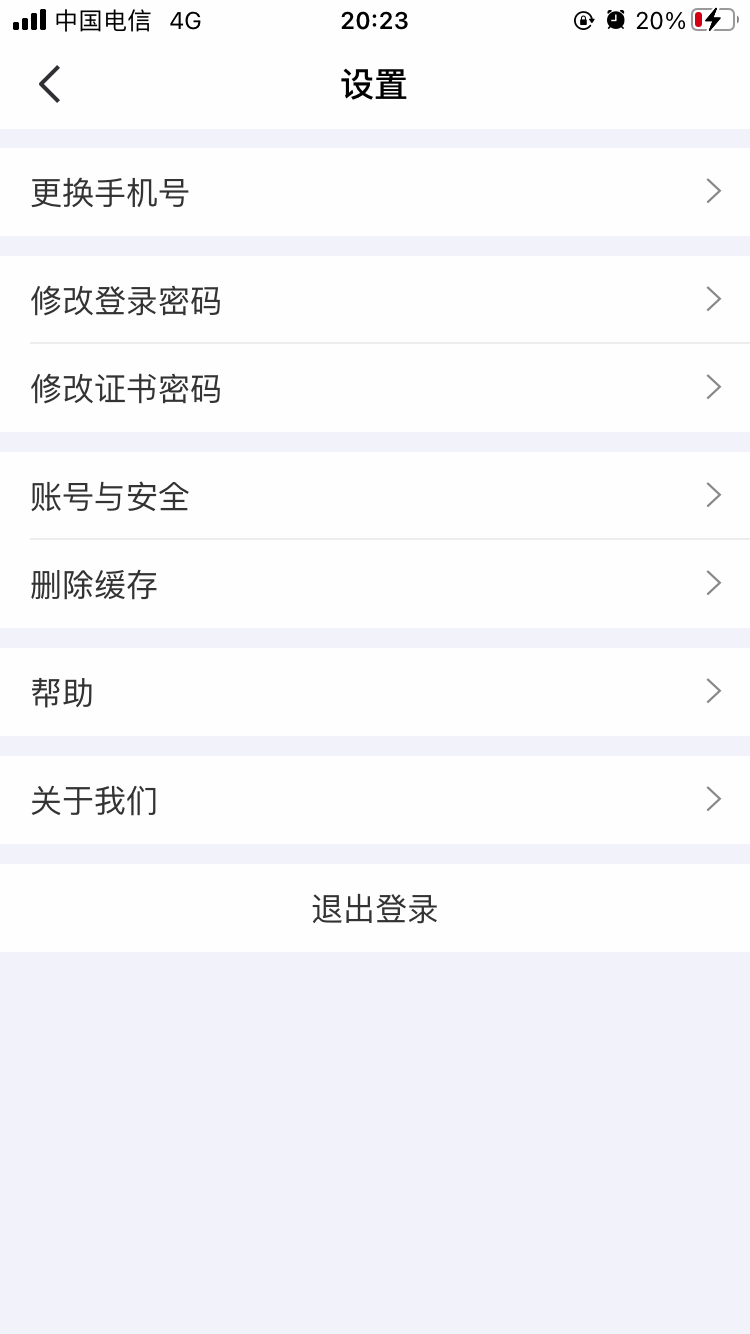 中国电信 4G 20:23 20%
设置
更换手机号
修改登录密码
修改证书密码
账号与安全
删除缓存
帮助
关于我们
退出登录